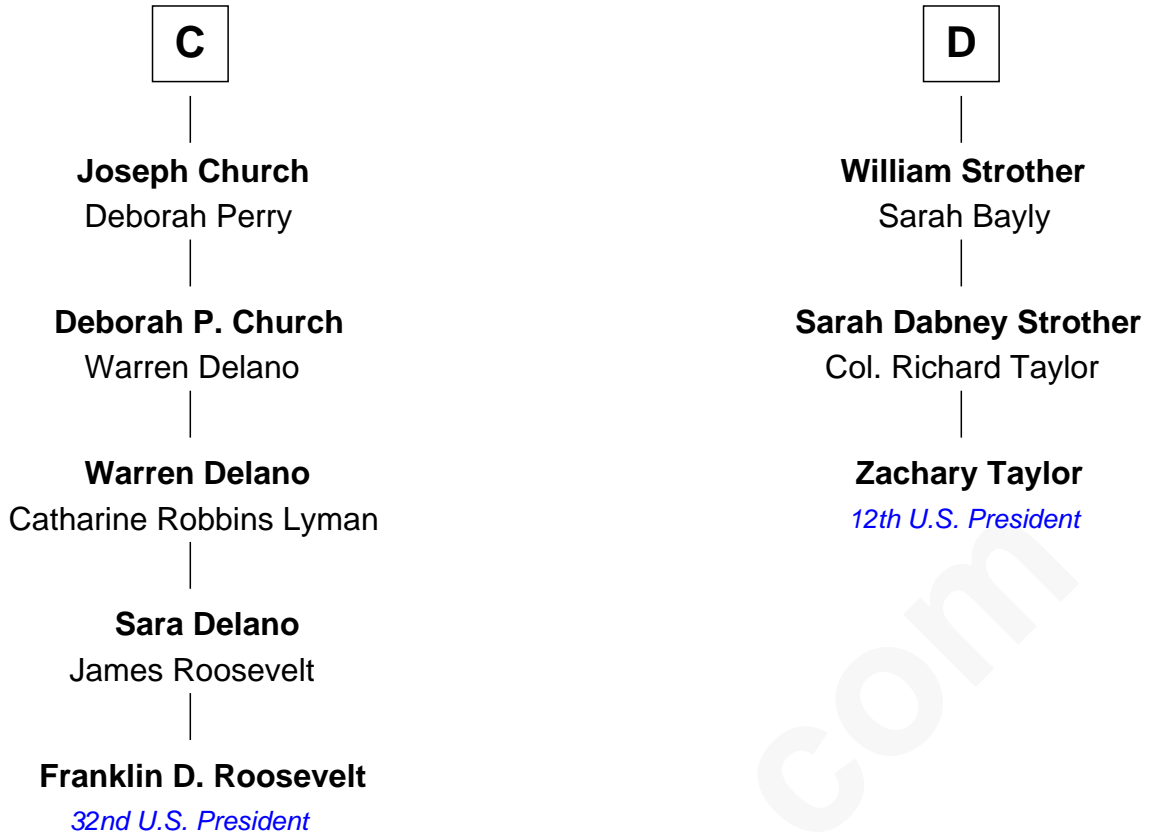 C
Joseph Church
Deborah Perry
Deborah P. Church
Warren Delano
Warren Delano
Catharine Robbins Lyman
Sara Delano
James Roosevelt
Franklin D. Roosevelt
32nd U.S. President
D
William Strother
Sarah Bayly
Sarah Dabney Strother
Col. Richard Taylor
Zachary Taylor
12th U.S. President
com